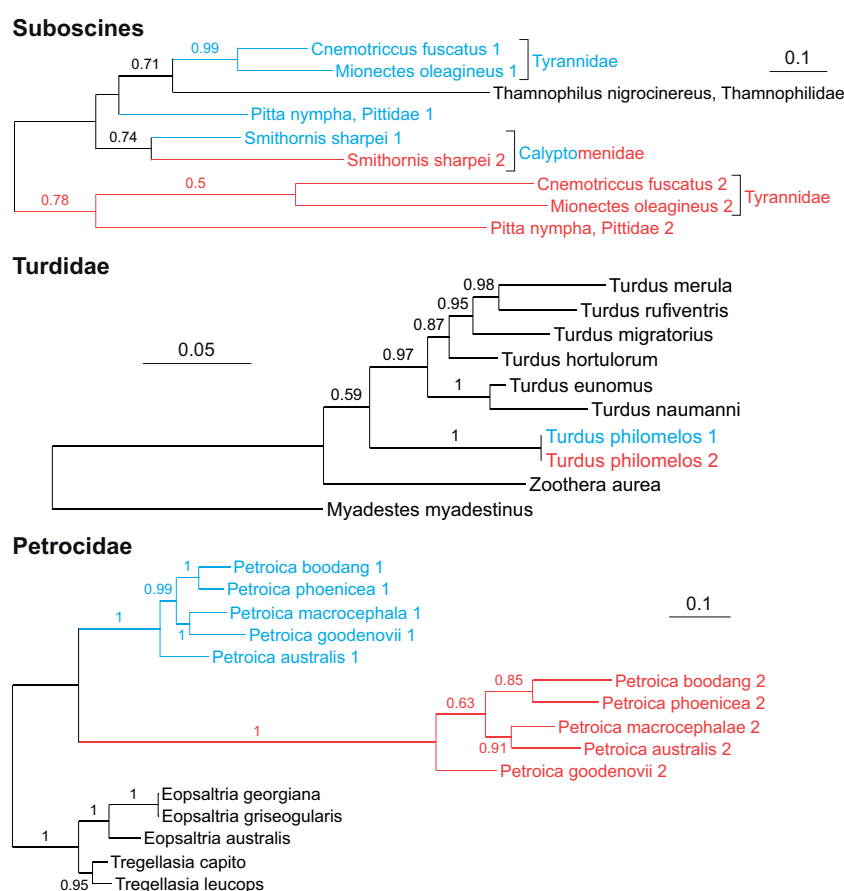 Suboscines
0.99
Cnemotriccus fuscatus 1
0.71
Mionectes oleagineus 1
Tyrannidae
0.1
Thamnophilus nigrocinereus, Thamnophilidae
Pitta nympha, Pittidae 1
0.74
Smithornis sharpei 1
Smithornis sharpei 2
Calyptomenidae
0.5
Cnemotriccus fuscatus 2
0.78
Mionectes oleagineus 2
Tyrannidae
Pitta nympha, Pittidae 2
Turdidae
0.98
Turdus merula
0.95
Turdus rufiventris
0.87
Turdus migratorius
0.05
0.97
Turdus hortulorum
1
Turdus eunomus
0.59
Turdus naumanni
1
Turdus philomelos 1
Turdus philomelos 2
Zoothera aurea
Myadestes myadestinus
Petrocidae
1
Petroica boodang 1
0.99
Petroica phoenicea 1
0.1
1
Petroica macrocephala 1
1
Petroica goodenovii 1
Petroica australis 1
0.85
Petroica boodang 2
0.63
Petroica phoenicea 2
1
Petroica macrocephalae 2
0.91
Petroica australis 2
Petroica goodenovii 2
1
Eopsaltria georgiana
1
Eopsaltria griseogularis
1
Eopsaltria australis
Tregellasia capito
0.95
Tregellasia leucops